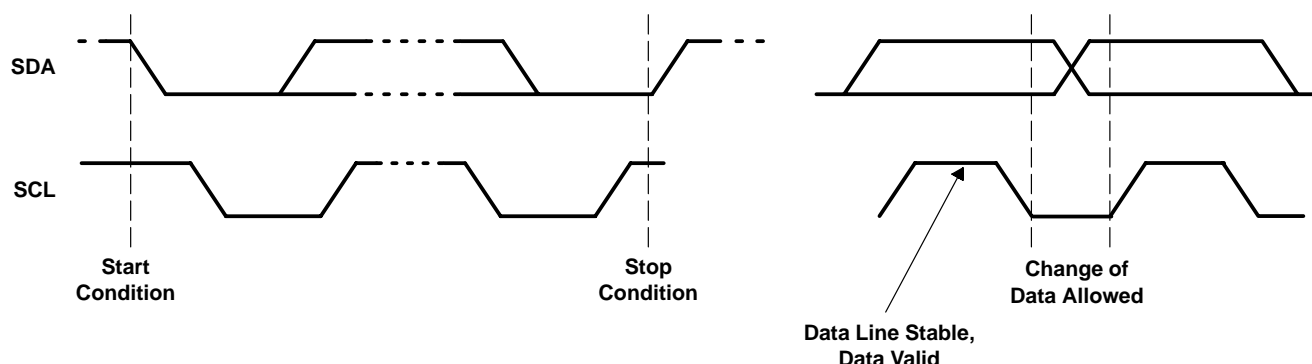 SDA
SCL
Start
Condition
Stop
Condition
Change of
Data Allowed
Data Line Stable,
Data Valid